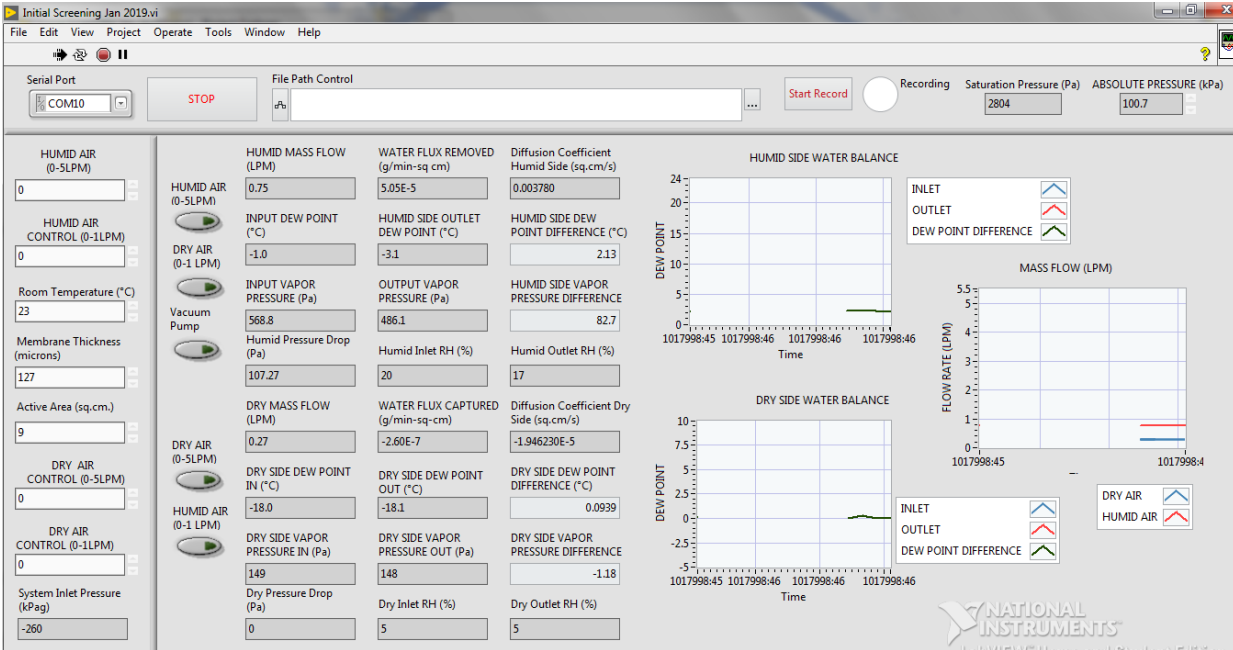 Initial Screening Jan 2019.vi
File Edit View Project Operate Tools Window Help
Serial Port
COM10
STOP
File Path Control
...
Start Record
Recording
Saturation Pressure (Pa)
2804
ABSOLUTE PRESSURE (kPa)
100.7
HUMID AIR
(0-5LPM)
0
HUMID AIR
CONTROL (0-1LPM)
0
Room Temperature (°C)
23
Membrane Thickness
(microns)
127
Active Area (sq.cm.)
9
DRY AIR
CONTROL (0-5LPM)
0
DRY AIR
CONTROL (0-1LPM)
0
System Inlet Pressure
(kPag)
-260
HUMID AIR
(0-5LPM)
DRY AIR
(0-1 LPM)
Vacuum
Pump
DRY AIR
(0-5LPM)
HUMID AIR
(0-1 LPM)
HUMID MASS FLOW
(LPM)
0.75
WATER FLUX REMOVED
(g/min-sq cm)
5.05E-5
Diffusion Coefficient
Humid Side (sq.cm/s)
0.003780
INPUT DEW POINT
(°C)
-1.0
HUMID SIDE OUTLET
DEW POINT (°C)
-3.1
HUMID SIDE DEW
POINT DIFFERENCE (°C)
2.13
INPUT VAPOR
PRESSURE (Pa)
568.8
OUTPUT VAPOR
PRESSURE (Pa)
486.1
HUMID SIDE VAPOR
PRESSURE DIFFERENCE
82.7
Humid Pressure Drop
(Pa)
107.27
Humid Inlet RH (%)
20
Humid Outlet RH (%)
17
DRY MASS FLOW
(LPM)
0.27
WATER FLUX CAPTURED
(g/min-sq-cm)
-2.60E-7
Diffusion Coefficient Dry
Side (sq.cm/s)
-1.946230E-5
DRY SIDE DEW POINT
IN (°C)
-18.0
DRY SIDE DEW POINT
OUT (°C)
-18.1
DRY SIDE DEW POINT
DIFFERENCE (°C)
0.0939
DRY SIDE VAPOR
PRESSURE IN (Pa)
149
DRY SIDE VAPOR
PRESSURE OUT (Pa)
148
DRY SIDE VAPOR
PRESSURE DIFFERENCE
-1.18
Dry Pressure Drop
(Pa)
0
Dry Inlet RH (%)
5
Dry Outlet RH (%)
5
HUMID SIDE WATER BALANCE
DEW POINT
24
20
15
10
5
0
1017998:45 1017998:46 1017998:46 1017998:46
Time
INLET
OUTLET
DEW POINT DIFFERENCE
MASS FLOW (LPM)
FLOW RATE (LPM)
5.5
5
4
3
2
1
0
1017998:45 1017998:4
DRY AIR
HUMID AIR
DRY SIDE WATER BALANCE
DEW POINT
10
7.5
5
2.5
0
-2.5
-5
1017998:45 1017998:46 1017998:46 1017998:46
Time
INLET
OUTLET
DEW POINT DIFFERENCE
NATIONAL
INSTRUMENTS